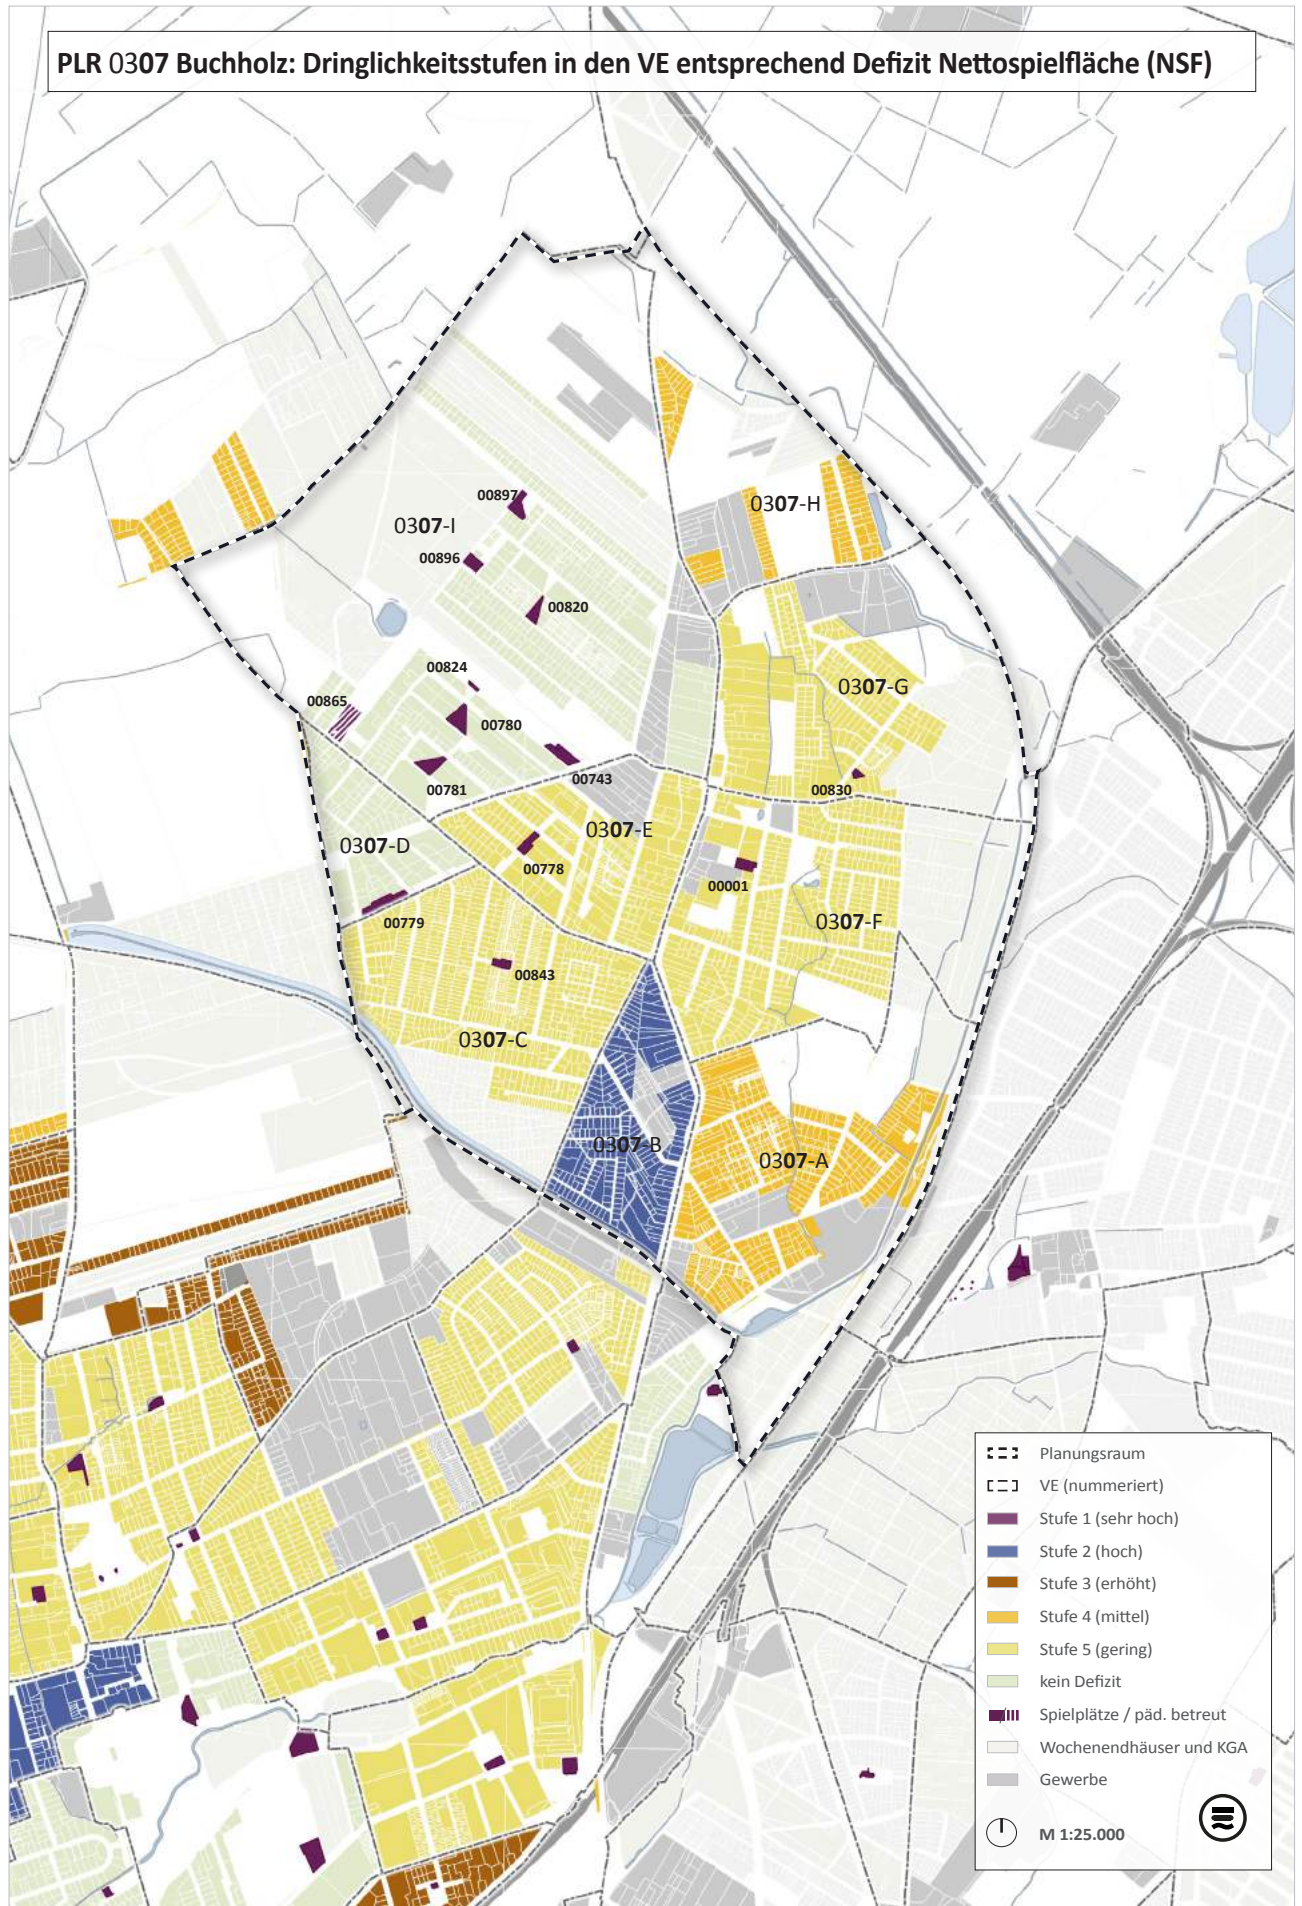 PLR 0307 Buchholz: Dringlichkeitsstufen in den VE entsprechend Defizit Nettospielfläche (NSF)
00897
0307-I
0307-H
00896
00820
00824
0307-G
00865
00780
00743
00781
00830
0307-E
0307-D
00778
00001
00779
0307-F
00843
0307-C
0307-B
0307-A
Planungsraum
VE (nummeriert)
Stufe 1 (sehr hoch)
Stufe 2 (hoch)
Stufe 3 (erhöht)
Stufe 4 (mittel)
Stufe 5 (gering)
kein Defizit
Spielplätze / päd. betreut
Wochenendhäuser und KGA
Gewerbe
M 1:25.000